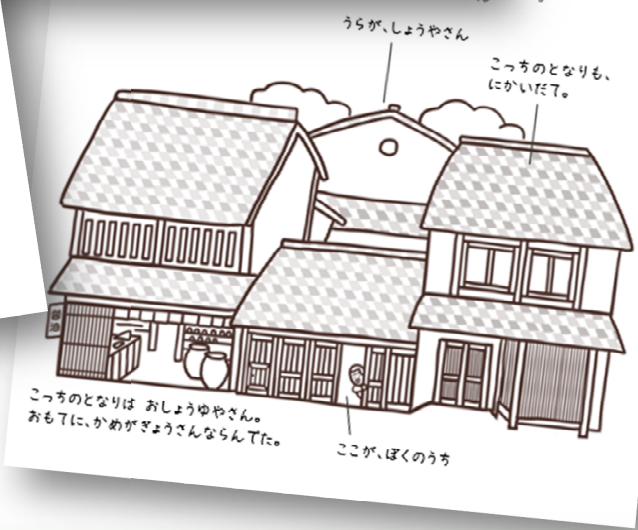 うらが、しょうやさん
こっちのとなりも、
にかいだて。
こっちのとなりは おしょうゆやさん。
おもてに、かめがぎょうさんならんでた。
ここが、ぼくのうち